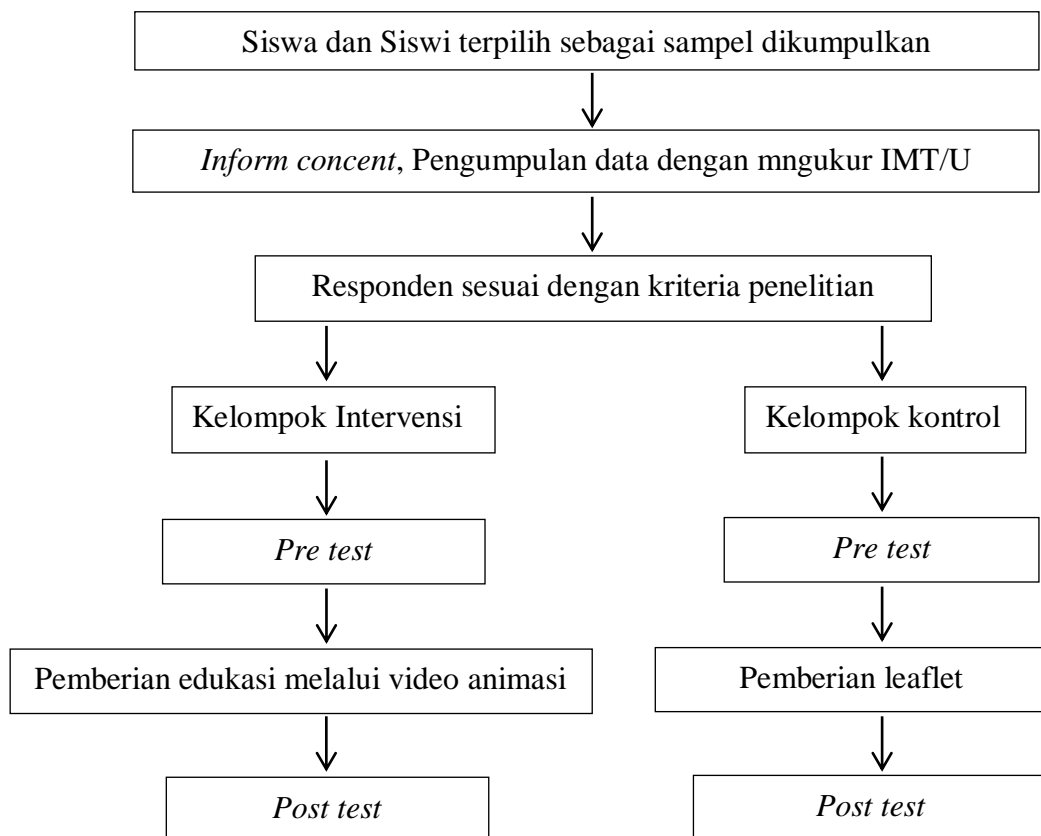 Siswa dan Siswi terpilih sebagai sampel dikumpulkan
Inform concent, Pengumpulan data dengan mngukur IMT/U
Responden sesuai dengan kriteria penelitian
Kelompok Intervensi
Kelompok kontrol
Pre test
Pre test
Pemberian edukasi melalui video animasi
Pemberian leaflet
Post test
Post test